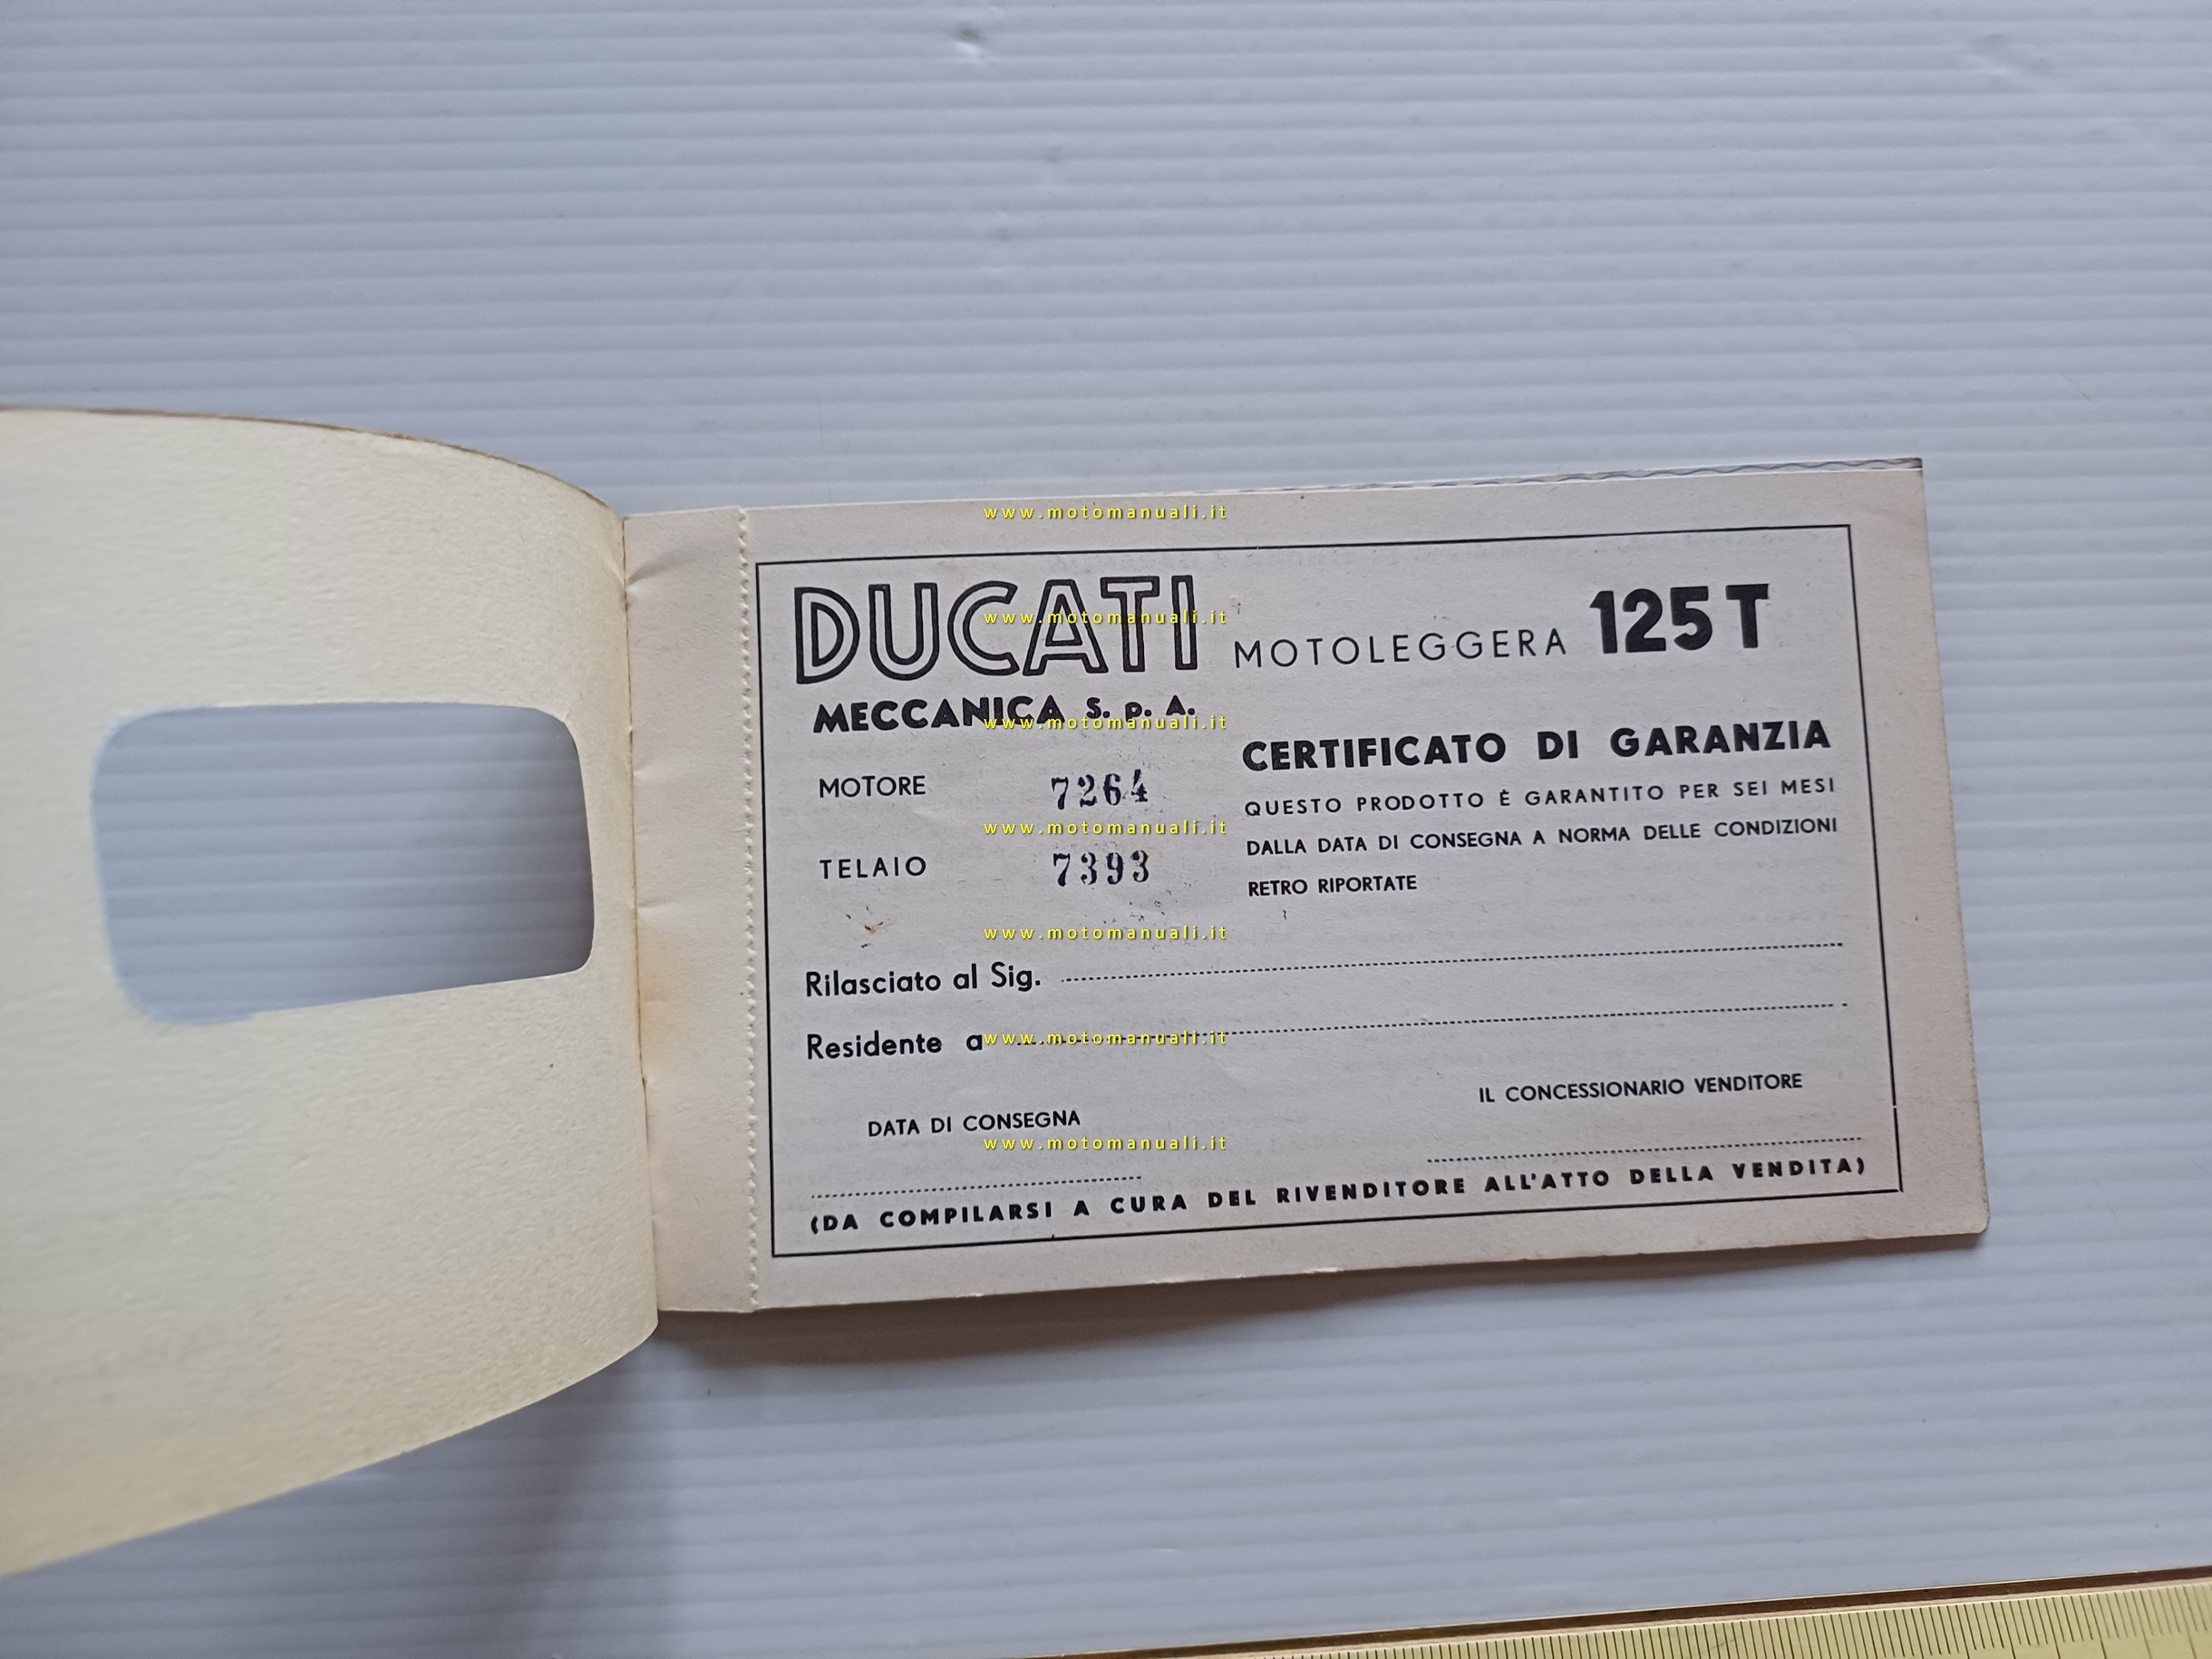 DUCATI MOTOLEGGERA 125 T
MECCANICA S. p. A.
CERTIFICATO DI GARANZIA
QUESTO PRODOTTO È GARANTITO PER SEI MESI
DALLA DATA DI CONSEGNA A NORMA DELLE CONDIZIONI
RETRO RIPORTATE
MOTORE 7264
TELAIO 7393
Rilasciato al Sig.
Residente a
DATA DI CONSEGNA
IL CONCESSIONARIO VENDITORE
(DA COMPILARSI A CURA DEL RIVENDITORE ALL'ATTO DELLA VENDITA)
www.motomanuali.it
www.motomanuali.it
www.motomanuali.it
www.motomanuali.it
www.motomanuali.it
www.motomanuali.it
www.motomanuali.it